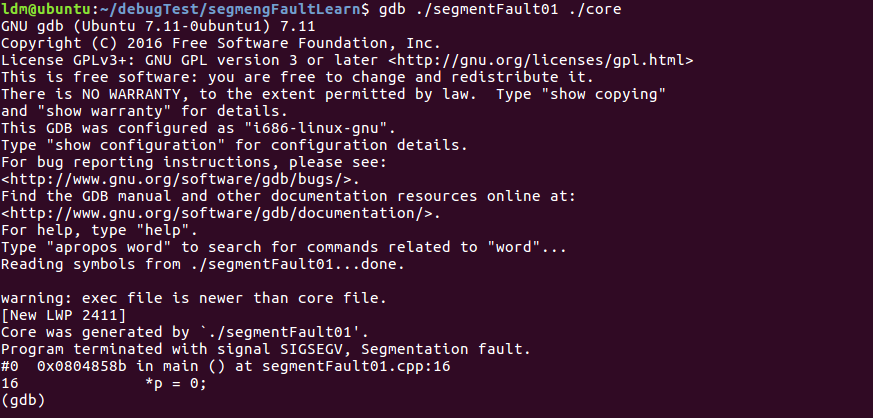 ldm@ubuntu:~/debugTest/segmengFaultLearn$ gdb ./segmentFault01 ./core
GNU gdb (Ubuntu 7.11-0ubuntu1) 7.11
Copyright (C) 2016 Free Software Foundation, Inc.
License GPLv3+: GNU GPL version 3 or later <http://gnu.org/licenses/gpl.html>
This is free software: you are free to change and redistribute it.
There is NO WARRANTY, to the extent permitted by law.  Type "show copying"
and "show warranty" for details.
This GDB was configured as "i686-linux-gnu".
Type "show configuration" for configuration details.
For bug reporting instructions, please see:
<http://www.gnu.org/software/gdb/bugs/>.
Find the GDB manual and other documentation resources online at:
<http://www.gnu.org/software/gdb/documentation/>.
For help, type "help".
Type "apropos word" to search for commands related to "word"...
Reading symbols from ./segmentFault01...done.

warning: exec file is newer than core file.
[New LWP 2411]
Core was generated by `./segmentFault01'.
Program terminated with signal SIGSEGV, Segmentation fault.
#0  0x0804858b in main () at segmentFault01.cpp:16
16              *p = 0;
(gdb)